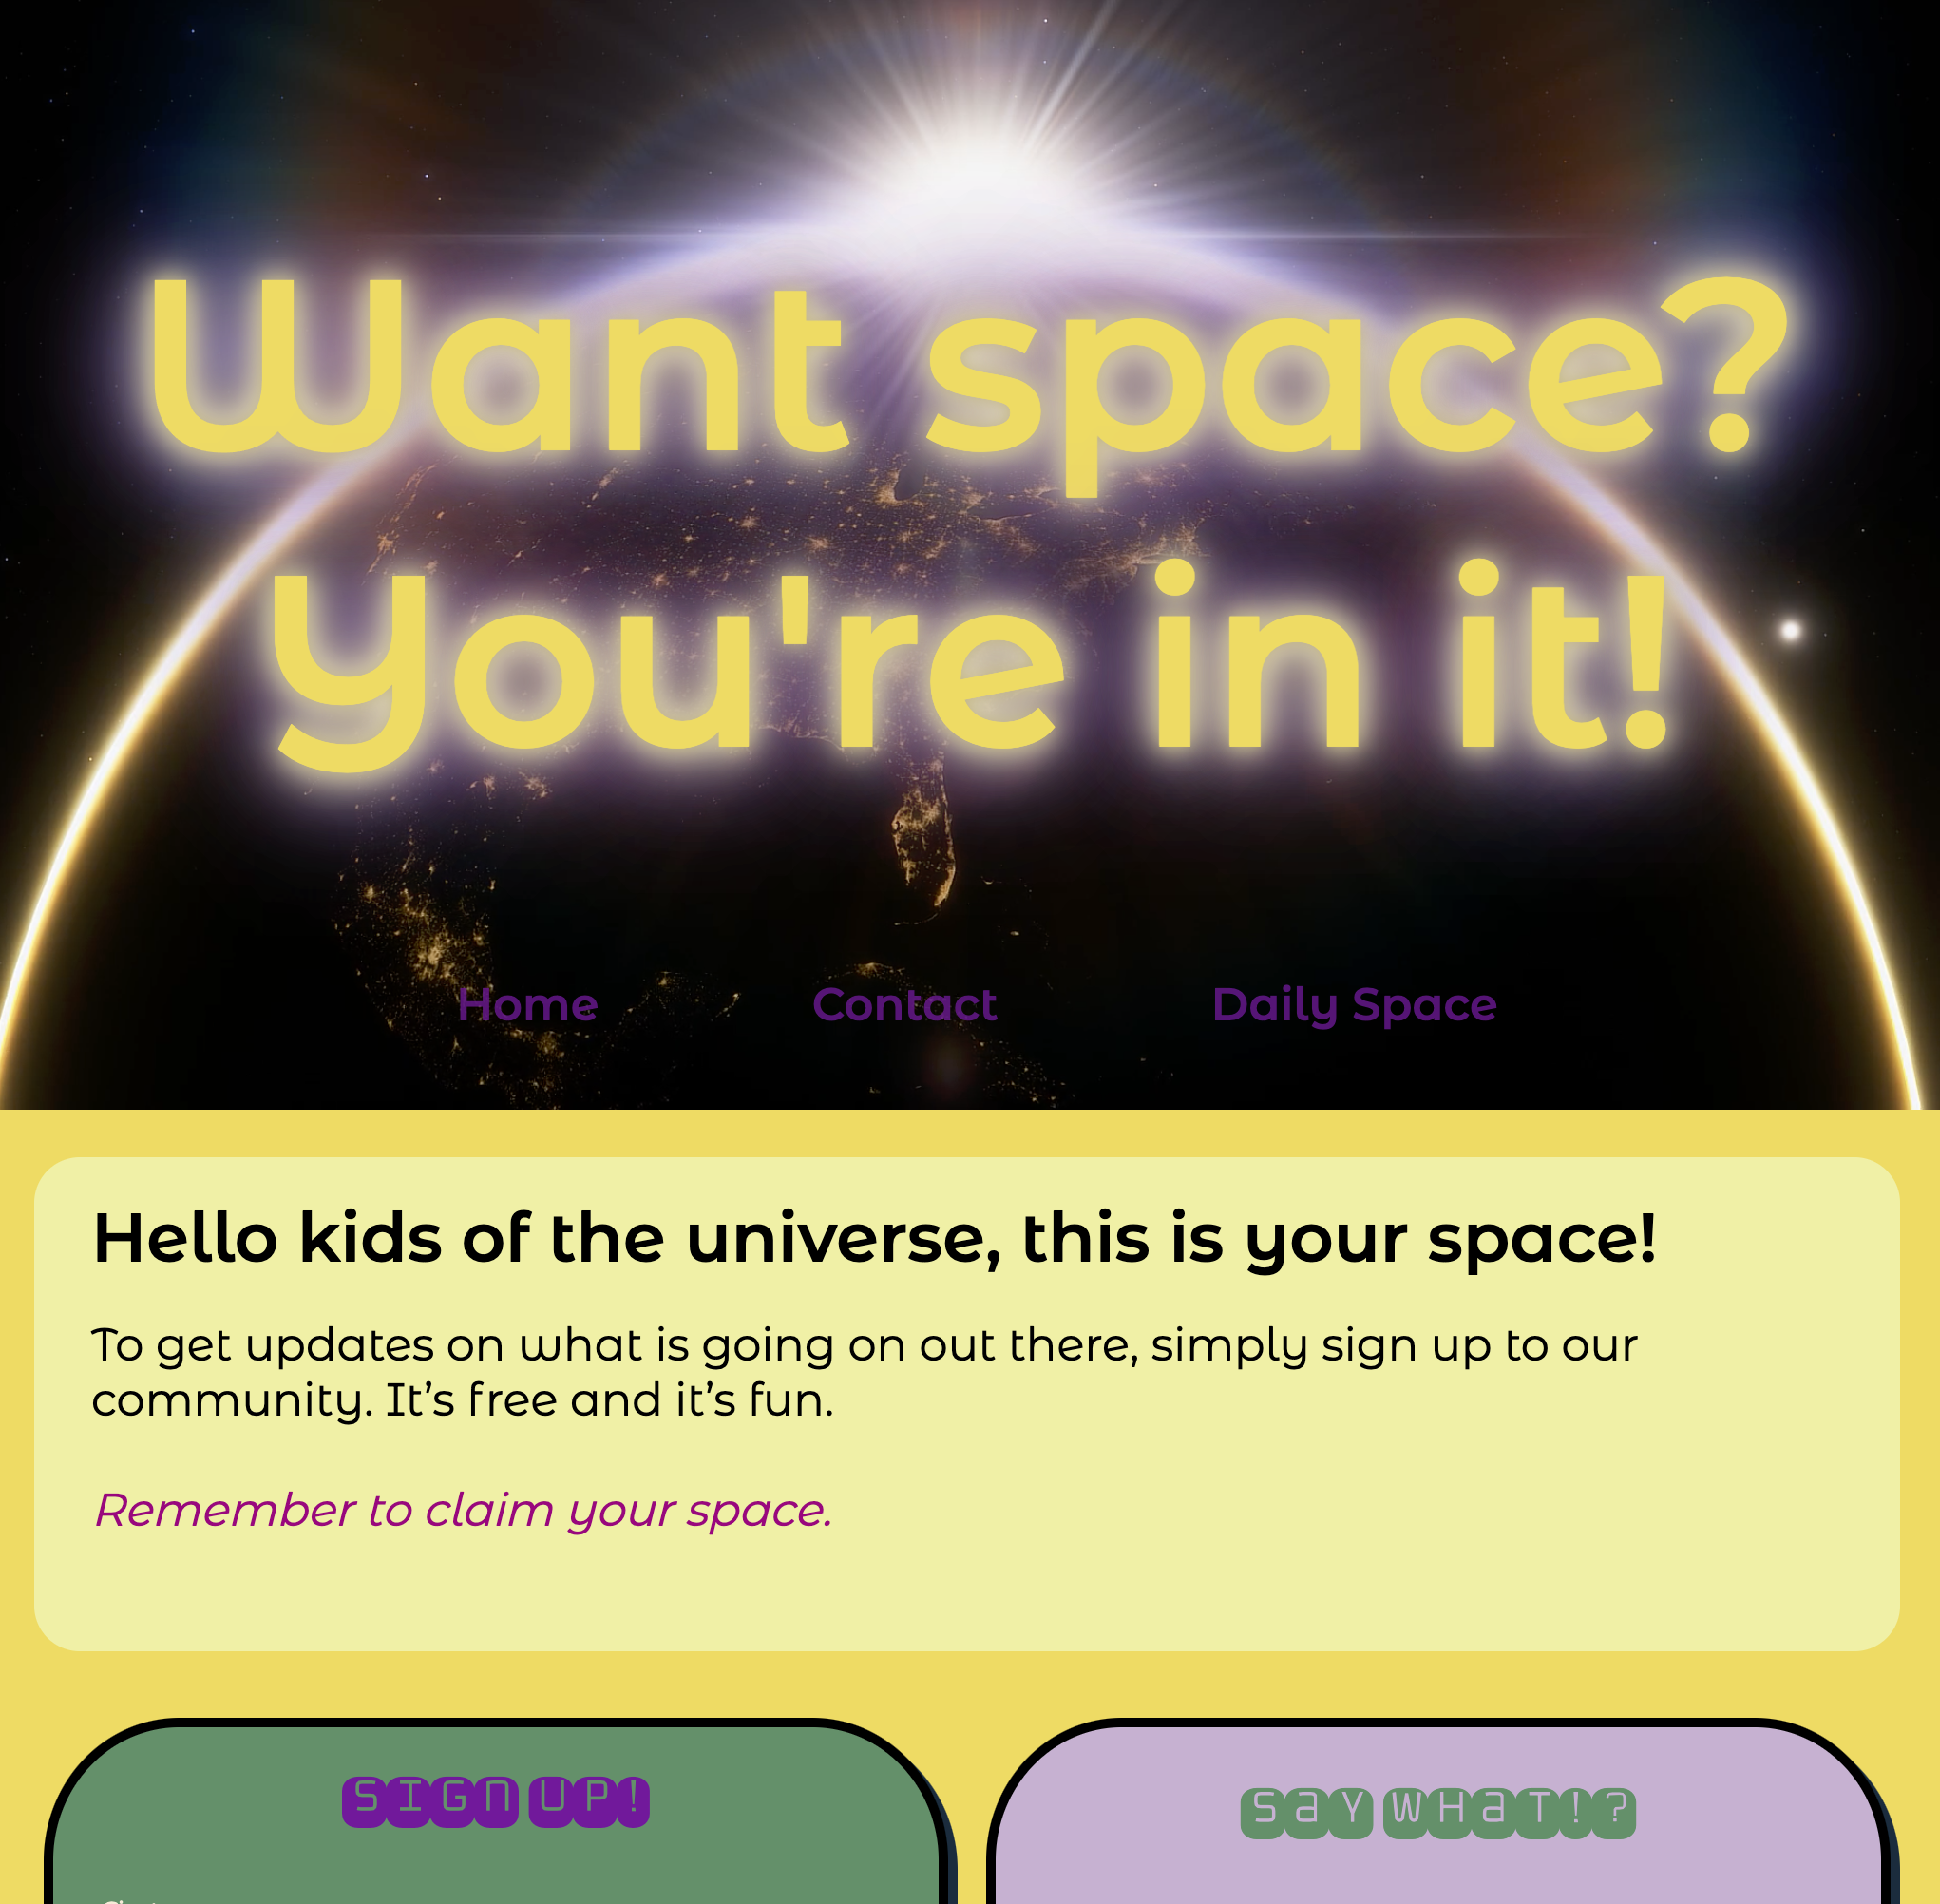 Want space?
You're in it!
Home Contact Daily Space
Hello kids of the universe, this is your space!
To get updates on what is going on out there, simply sign up to our
community. It’s free and it’s fun.
Remember to claim your space.
SIGN UP! SaY WHaT!?